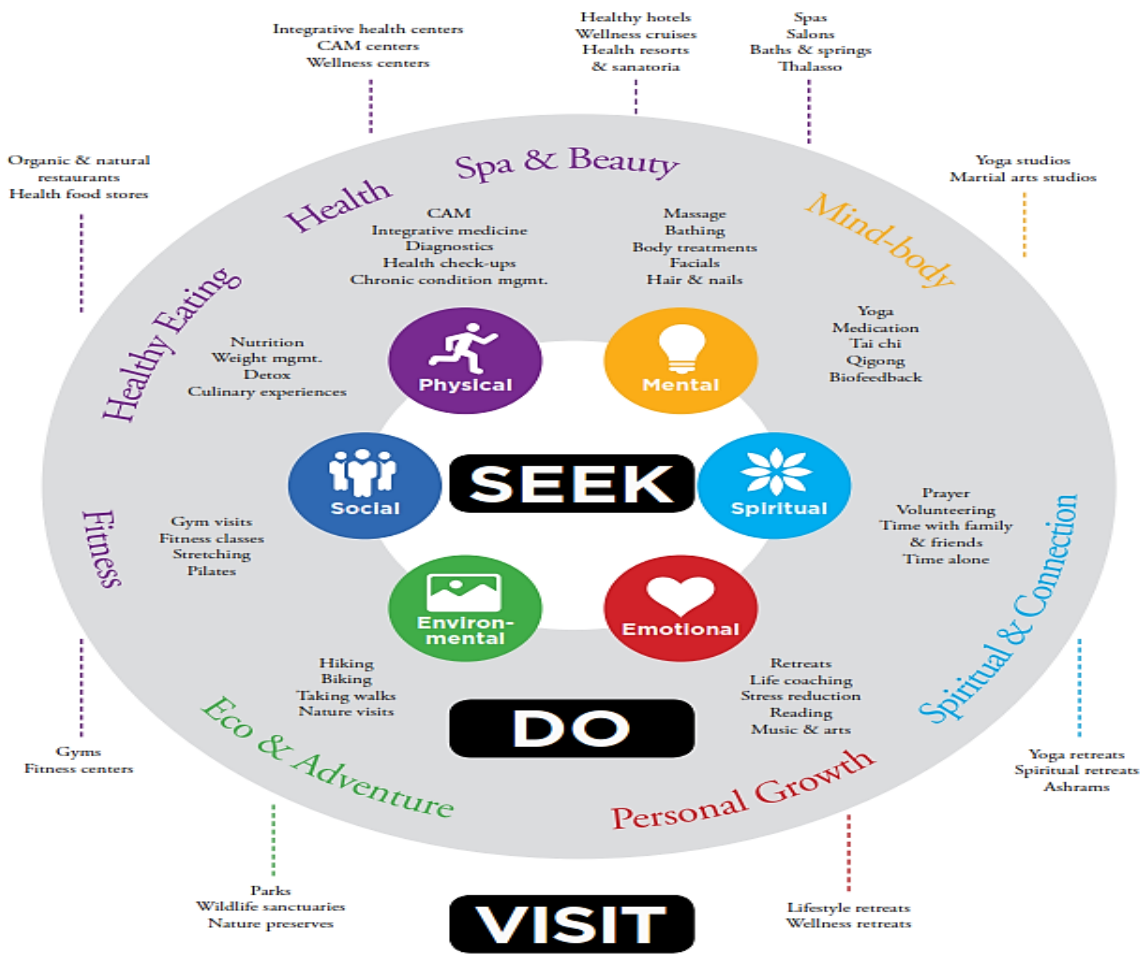 Integrative health centers
CAM centers
Wellness centers
Healthy hotels
Wellness cruises
Health resorts
& sanatoria
Spas
Salons
Baths & springs
Thalasso
Organic & natural
restaurants
Health food stores
Yoga studios
Martial arts studios
Spa & Beauty
Health
Mind-body
Healthy Eating
CAM
Integrative medicine
Diagnostics
Health check-ups
Chronic condition mgmt.
Massage
Bathing
Body treatments
Facials
Hair & nails
Yoga
Medication
Tai chi
Qigong
Biofeedback
Nutrition
Weight mgmt.
Detox
Culinary experiences
Physical
Mental
SEEK
Social
Spiritual
Fitness
Gym visits
Fitness classes
Stretching
Pilates
Prayer
Volunteering
Time with family
& friends
Time alone
Spiritual & Connection
Environ-
mental
Emotional
Hiking
Biking
Taking walks
Nature visits
Retreats
Life coaching
Stress reduction
Reading
Music & arts
DO
Eco & Adventure
Personal Growth
Gyms
Fitness centers
Yoga retreats
Spiritual retreats
Ashrams
Parks
Wildlife sanctuaries
Nature preserves
VISIT
Lifestyle retreats
Wellness retreats